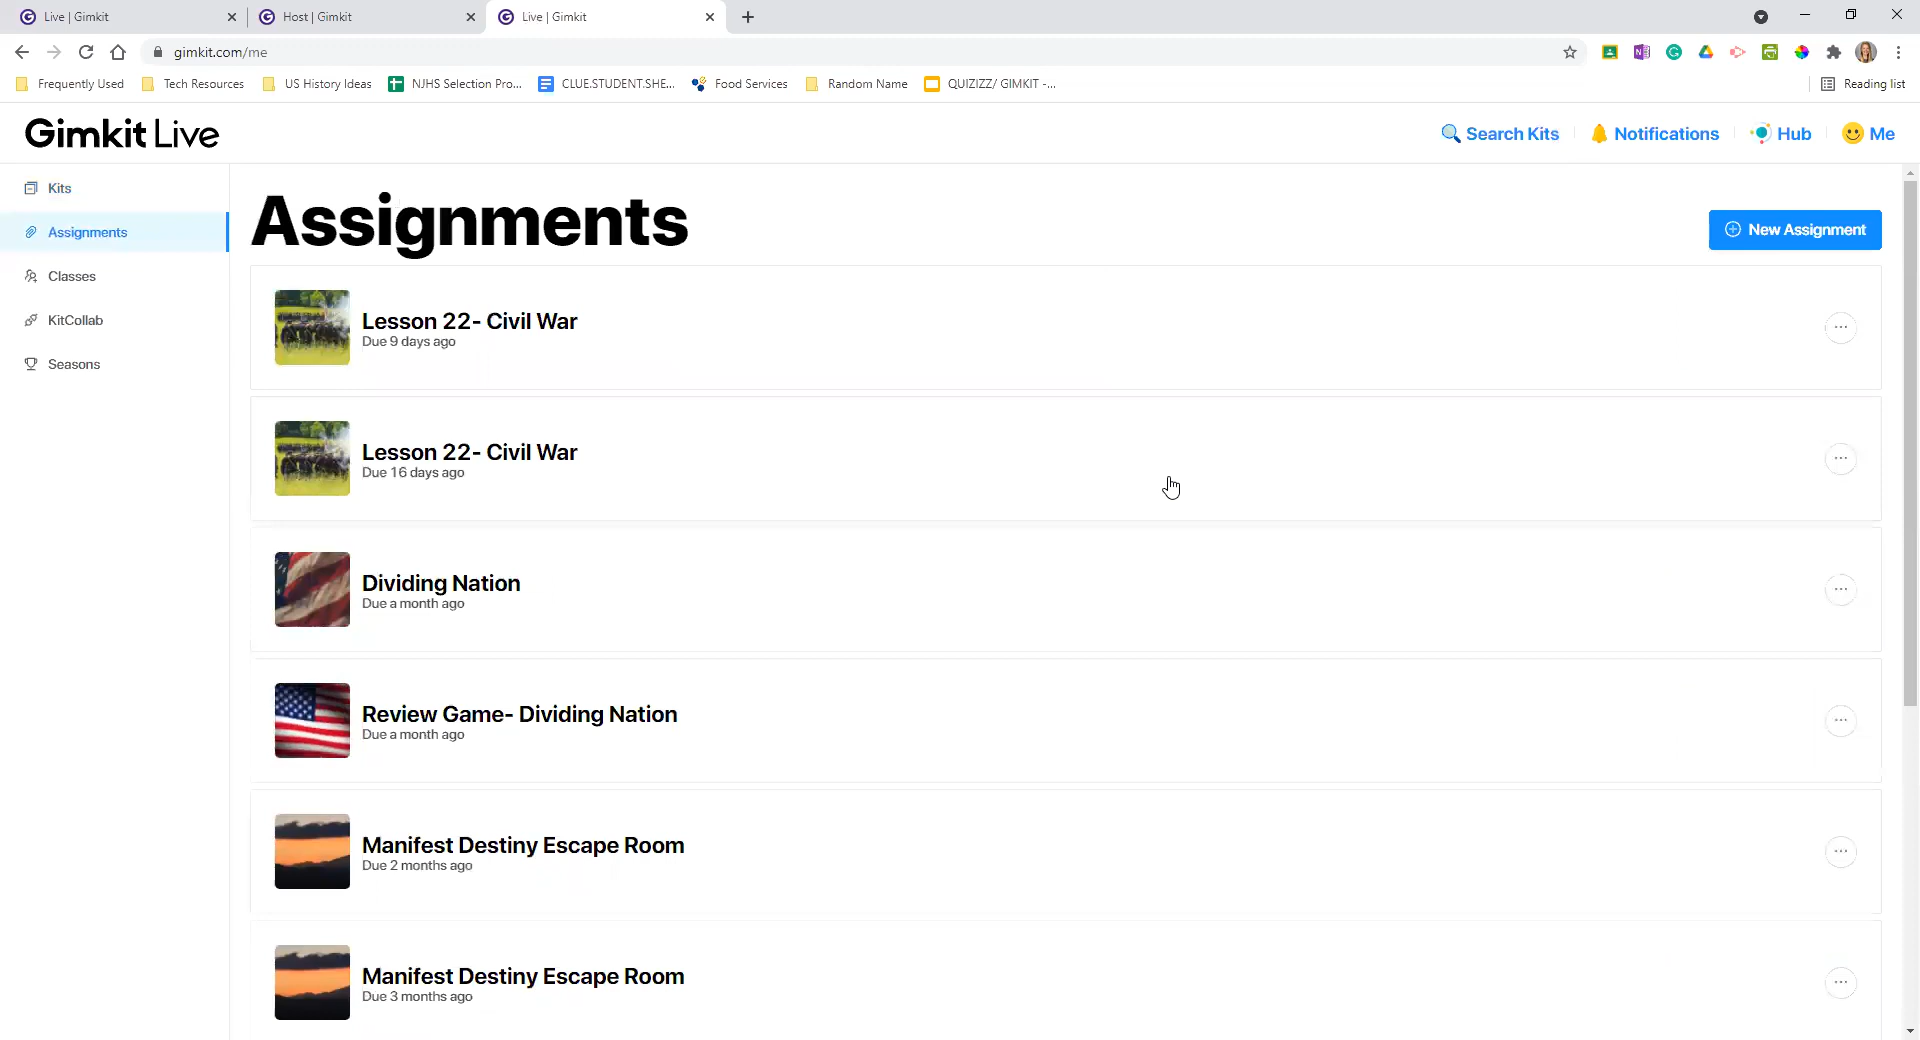 Live | Gimkit
Host | Gimkit
Live | Gimkit
gimkit.com/me
Frequently Used
Tech Resources
US History Ideas
NJHS Selection Pro...
CLUE.STUDENT.SHE...
Food Services
Random Name
QUIZIZZ/ GIMKIT -...
Reading list
Gimkit Live
Search Kits
Notifications
Hub
Me
Kits
Assignments
Classes
KitCollab
Seasons
Assignments
New Assignment
Lesson 22- Civil War
Due 9 days ago
Lesson 22- Civil War
Due 16 days ago
Dividing Nation
Due a month ago
Review Game- Dividing Nation
Due a month ago
Manifest Destiny Escape Room
Due 2 months ago
Manifest Destiny Escape Room
Due 3 months ago